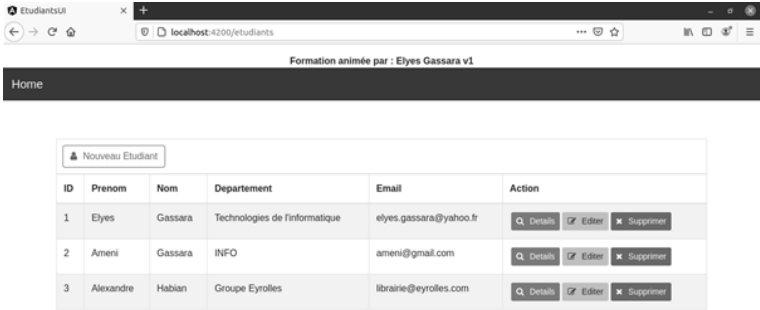 EtudiantsUI
localhost:4200/etudiants
Formation animée par : Elyes Gassara v1
Home
Nouveau Etudiant
ID Prenom Nom Departement Email Action
1 Elyes Gassara Technologies de l'informatique elyes.gassara@yahoo.fr Details Editer Supprimer
2 Ameni Gassara INFO ameni@gmail.com Details Editer Supprimer
3 Alexandre Habian Groupe Eyrolles librairie@eyrolles.com Details Editer Supprimer